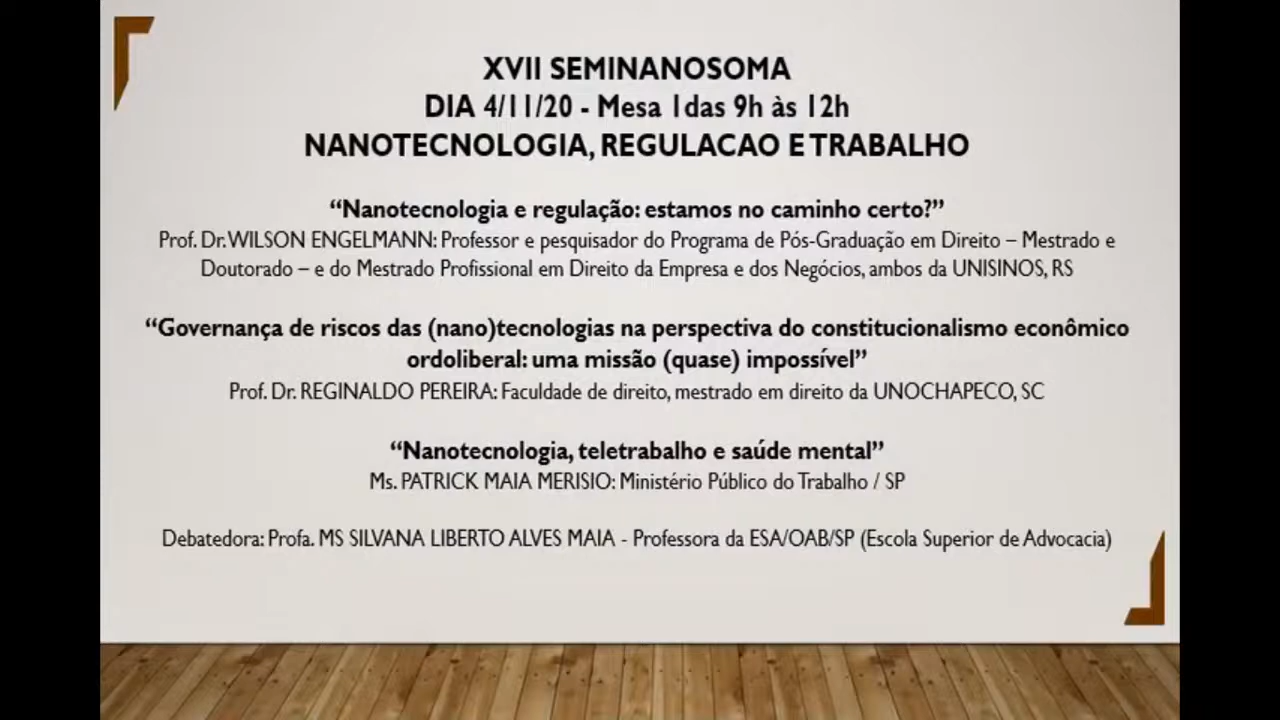 XVII SEMINANOSOMA
DIA 4/11/20 - Mesa 1das 9h às 12h
NANOTECNOLOGIA, REGULACAO E TRABALHO
“Nanotecnologia e regulação: estamos no caminho certo?”
Prof. Dr. WILSON ENGELMANN: Professor e pesquisador do Programa de Pós-Graduação em Direito – Mestrado e
Doutorado – e do Mestrado Profissional em Direito da Empresa e dos Negócios, ambos da UNISINOS, RS
“Governança de riscos das (nano)tecnologias na perspectiva do constitucionalismo econômico
ordoliberal: uma missão (quase) impossível”
Prof. Dr. REGINALDO PEREIRA: Faculdade de direito, mestrado em direito da UNOCHAPECO, SC
“Nanotecnologia, teletrabalho e saúde mental”
Ms. PATRICK MAIA MERISIO: Ministério Público do Trabalho / SP
Debatedora: Profa. MS SILVANA LIBERTO ALVES MAIA - Professora da ESA/OAB/SP (Escola Superior de Advocacia)